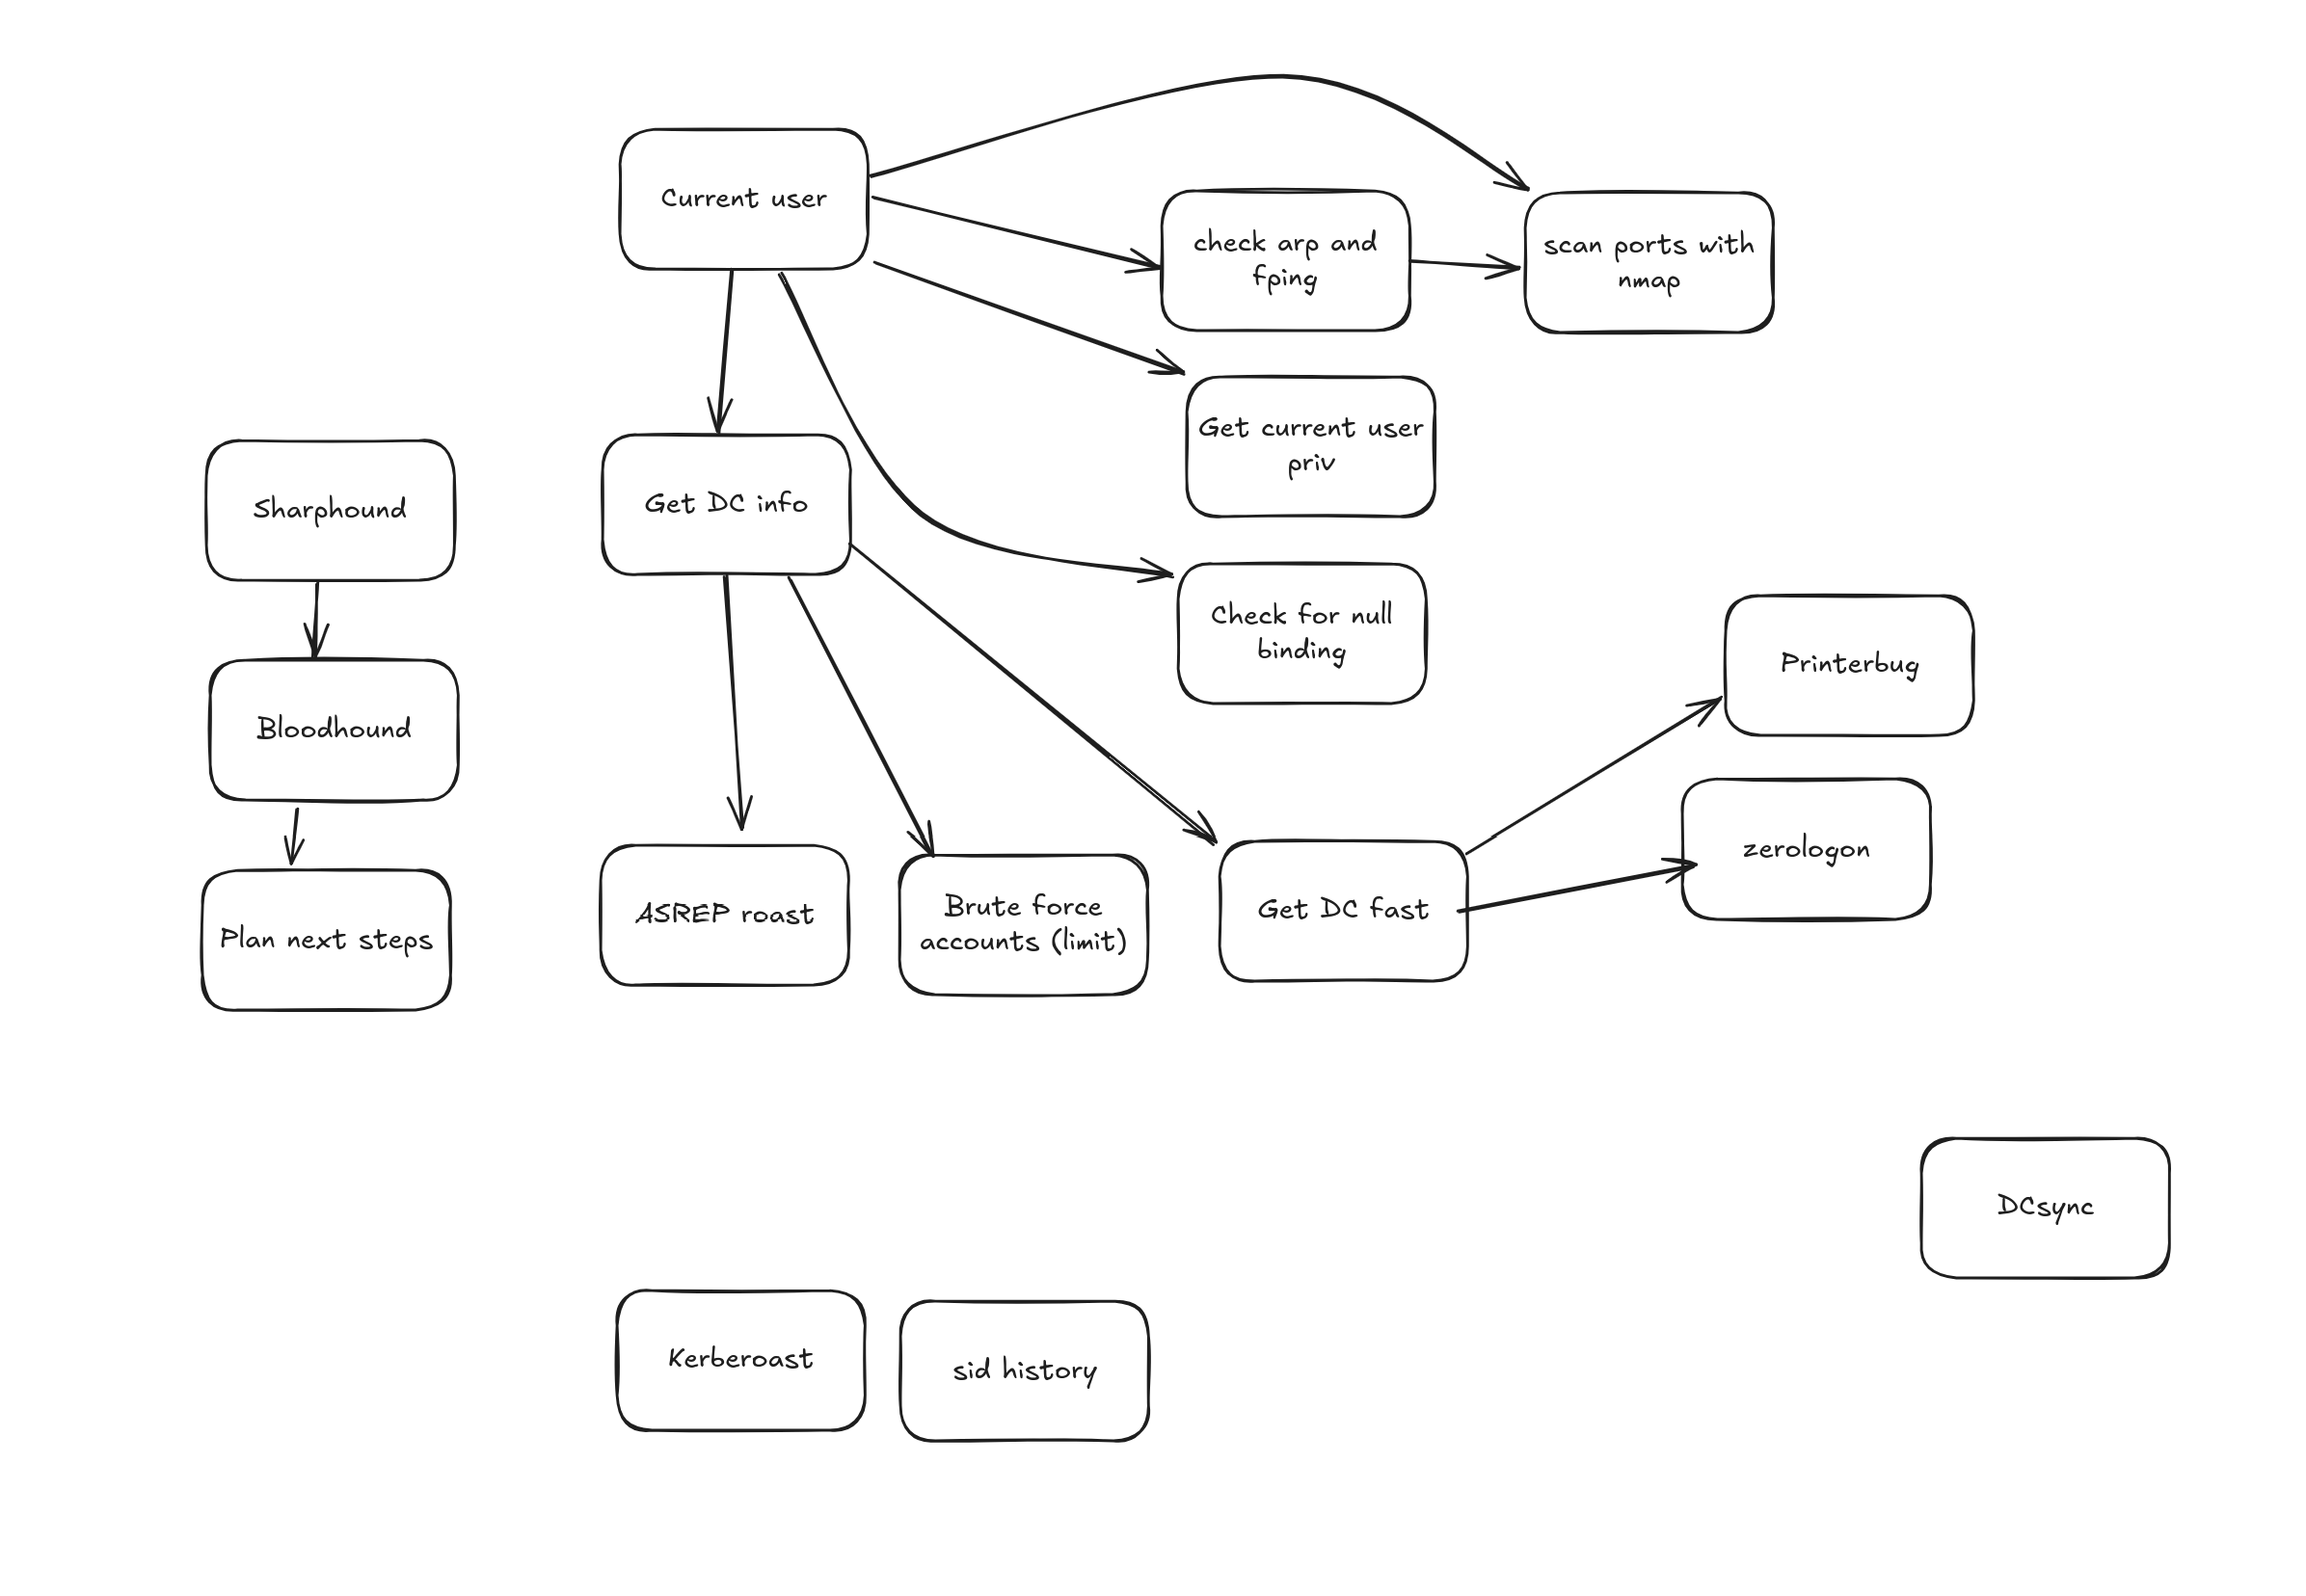 Current user
check arp and
fping
scan ports with
nmap
Get current user
priv
Sharphound
Get DC info
Check for null
binding
Printerbug
Bloodhound
zerologon
Plan next steps
ASREP roast
Brute force
accounts (limit)
Get DC fast
DCsync
Kerberoast
sid history